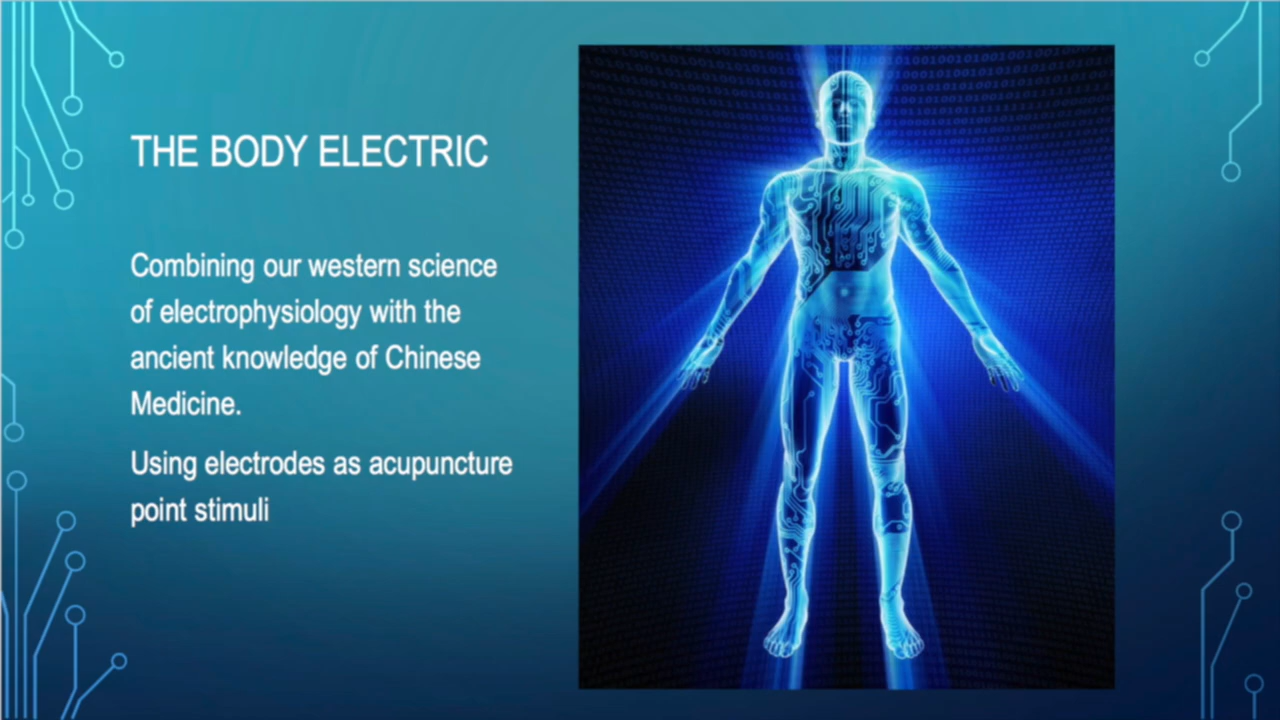 THE BODY ELECTRIC
Combining our western science
of electrophysiology with the
ancient knowledge of Chinese
Medicine.
Using electrodes as acupuncture
point stimuli